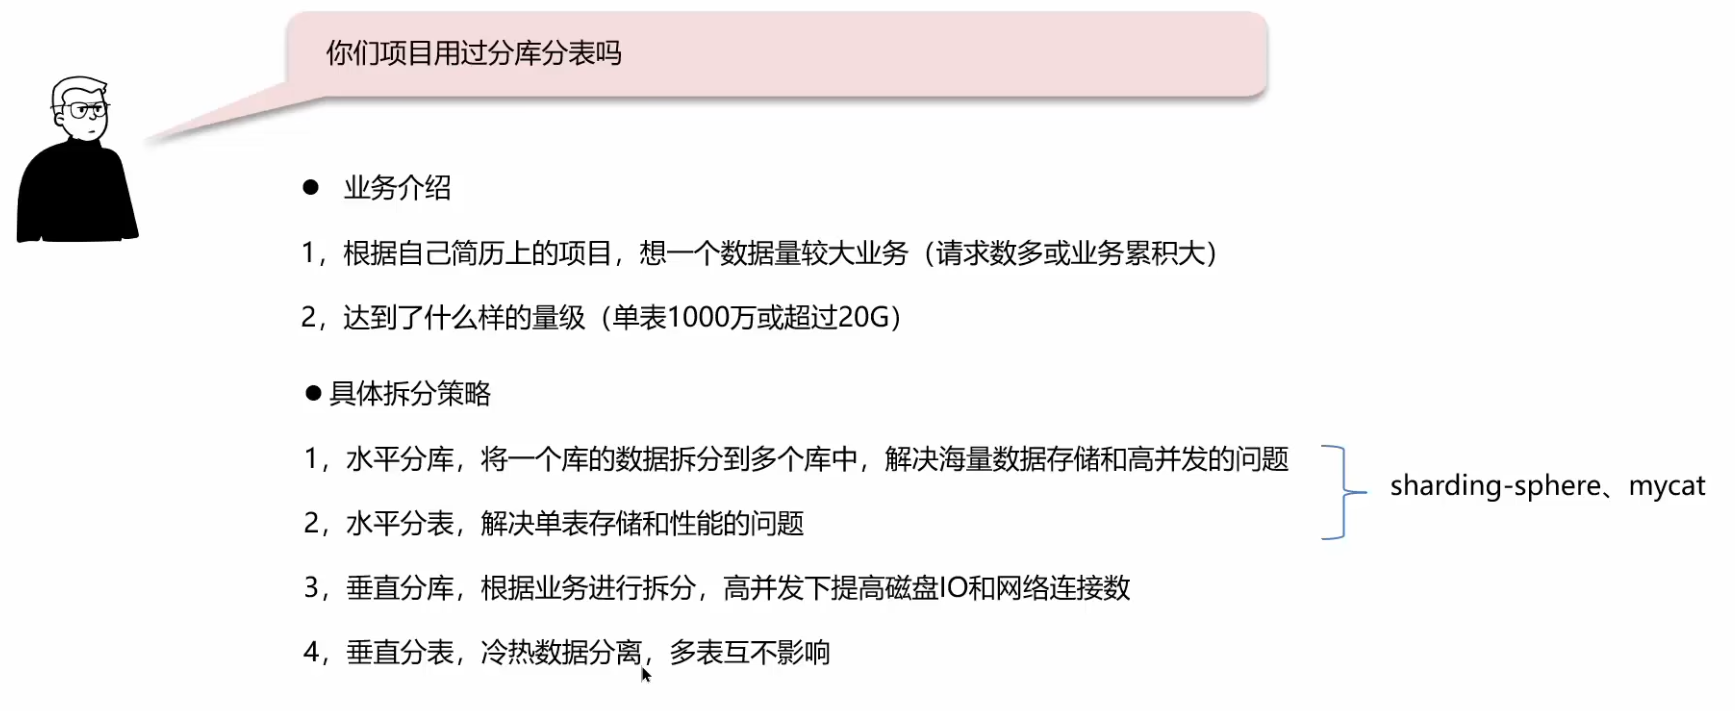 你们项目用过分库分表吗
● 业务介绍
1，根据自己简历上的项目，想一个数据量较大业务（请求数多或业务累积大）
2，达到了什么样的量级（单表1000万或超过20G）
● 具体拆分策略
1，水平分库，将一个库的数据拆分到多个库中，解决海量数据存储和高并发的问题
2，水平分表，解决单表存储和性能的问题
sharding-sphere、mycat
3，垂直分库，根据业务进行拆分，高并发下提高磁盘IO和网络连接数
4，垂直分表，冷热数据分离，多表互不影响